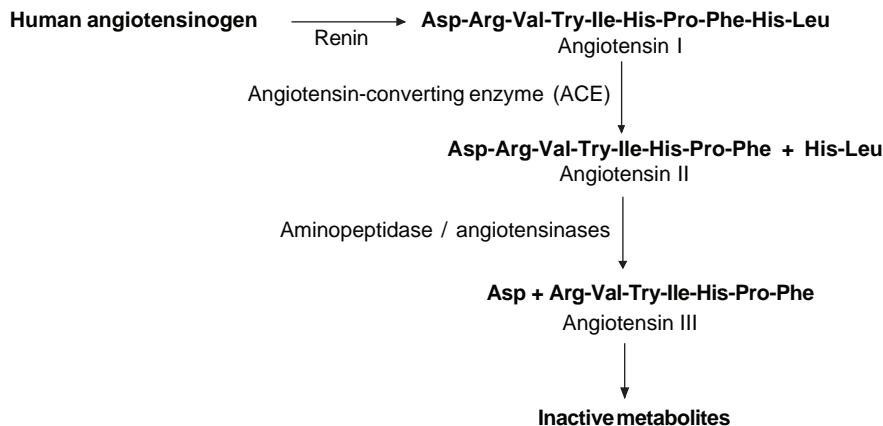 Human angiotensinogen
Renin
Asp-Arg-Val-Try-Ile-His-Pro-Phe-His-Leu
Angiotensin I
Angiotensin-converting enzyme (ACE)
Asp-Arg-Val-Try-Ile-His-Pro-Phe + His-Leu
Angiotensin II
Aminopeptidase / angiotensinases
Asp + Arg-Val-Try-Ile-His-Pro-Phe
Angiotensin III
Inactive metabolites